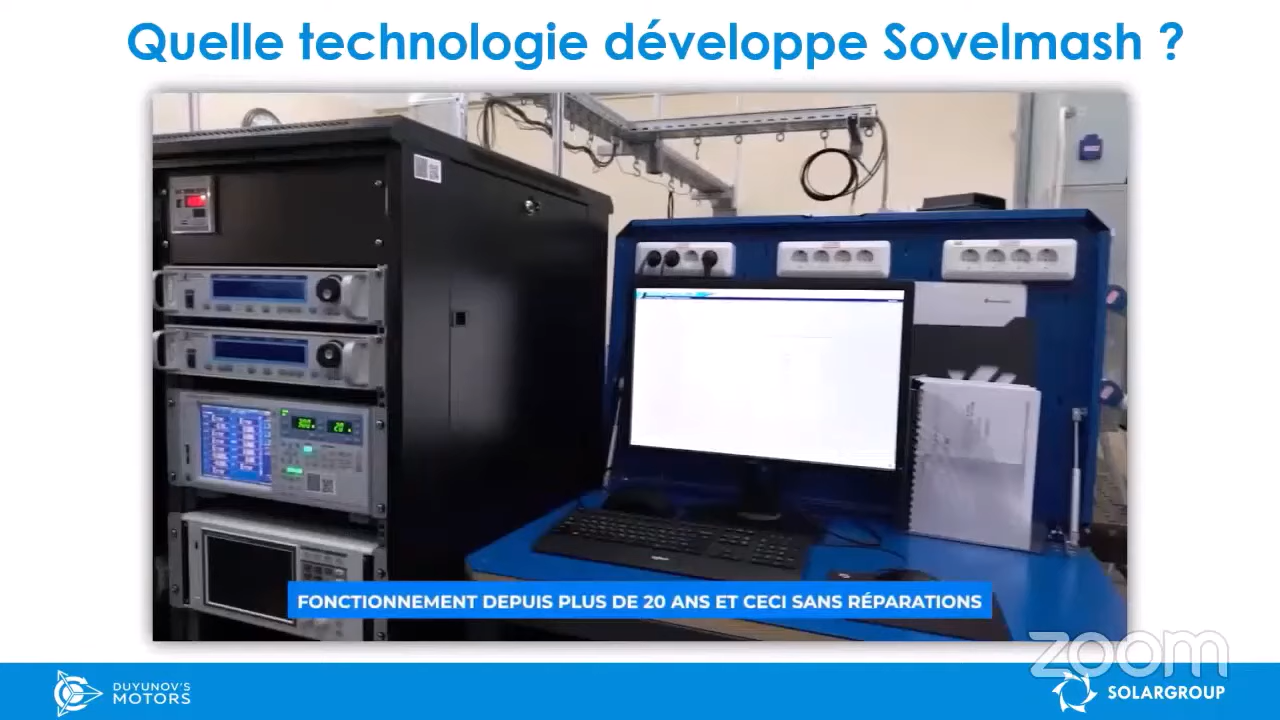 Quelle technologie développe Sovelmash ?
FONCTIONNEMENT DEPUIS PLUS DE 20 ANS ET CECI SANS RÉPARATIONS
zoom
DUYUNOV'S
MOTORS
SOLARGROUP